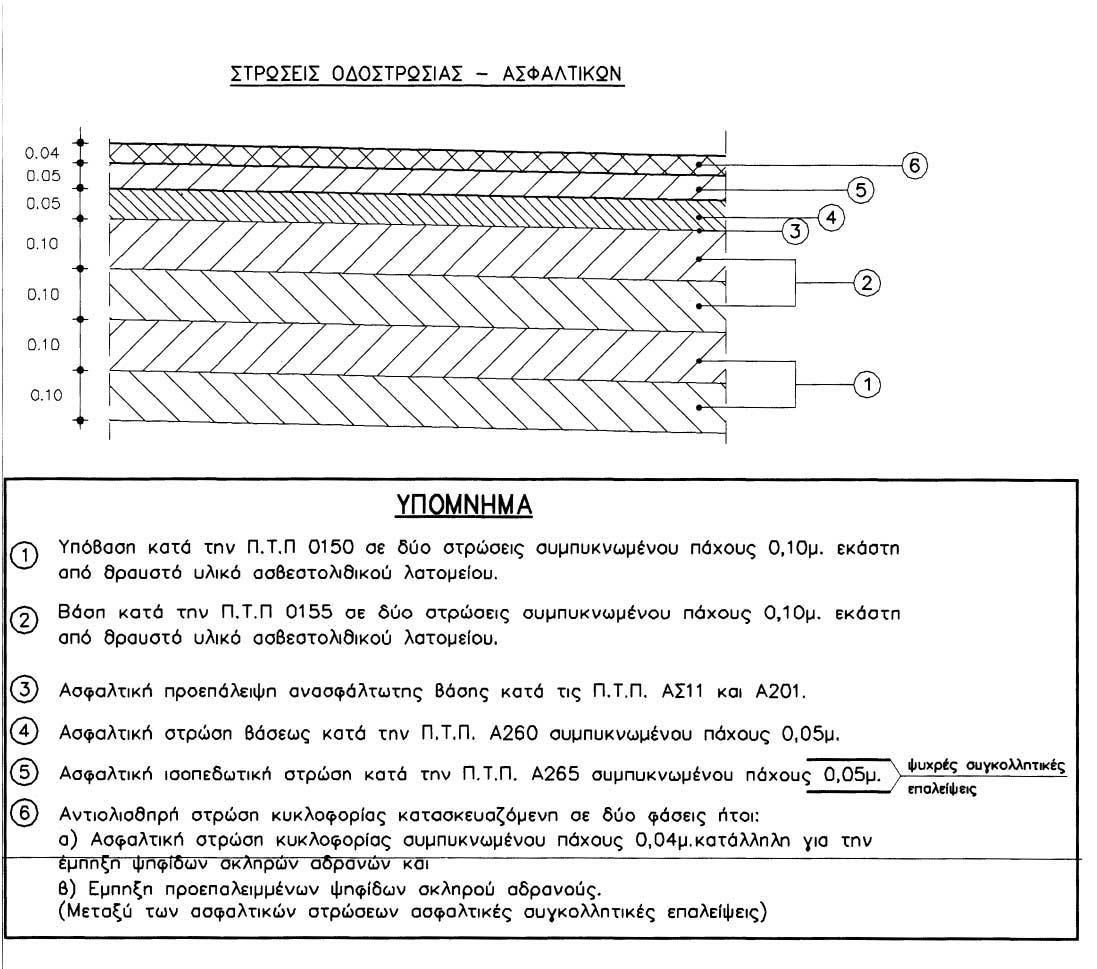 ΣΤΡΩΣΕΙΣ ΟΔΟΣΤΡΩΣΙΑΣ – ΑΣΦΑΛΤΙΚΩΝ
0.04
6
0.05
5
0.05
4
3
0.10
2
0.10
0.10
1
0.10
ΥΠΟΜΝΗΜΑ
1 Υπόβαση κατά την Π.Τ.Π 0150 σε δύο στρώσεις συμπυκνωμένου πάχους 0,10μ. εκάστη
από θραυστό υλικό ασβεστολιθικού λατομείου.
2 Βάση κατά την Π.Τ.Π 0155 σε δύο στρώσεις συμπυκνωμένου πάχους 0,10μ. εκάστη
από θραυστό υλικό ασβεστολιθικού λατομείου.
3 Ασφαλτική προεπάλειψη ανασφάλτωτης βάσης κατά τις Π.Τ.Π. ΑΣ11 και Α201.
4 Ασφαλτική στρώση βάσεως κατά την Π.Τ.Π. Α260 συμπυκνωμένου πάχους 0,05μ.
5 Ασφαλτική ισοπεδωτική στρώση κατά την Π.Τ.Π. Α265 συμπυκνωμένου πάχους 0,05μ.
ψυχρές συγκολλητικές
επαλείψεις
6 Αντιολισθηρή στρώση κυκλοφορίας κατασκευαζόμενη σε δύο φάσεις ήτοι:
α) Ασφαλτική στρώση κυκλοφορίας συμπυκνωμένου πάχους 0,04μ.κατάλληλη για την
έμπηξη ψηφίδων σκληρών αδρανών και
β) Εμπηξη προεπαλειμμένων ψηφίδων σκληρού αδρανούς.
(Μεταξύ των ασφαλτικών στρώσεων ασφαλτικές συγκολλητικές επαλείψεις)